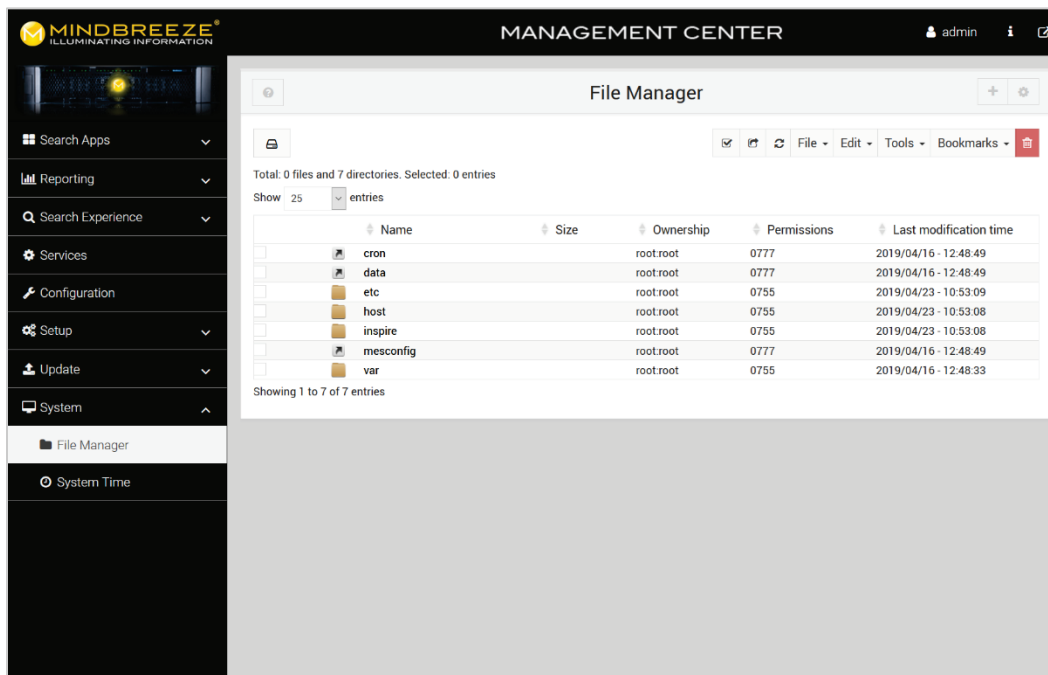 MINDBREEZE®
ILLUMINATING INFORMATION
MANAGEMENT CENTER
admin
File Manager
Search Apps
Reporting
Search Experience
Services
Configuration
Setup
Update
System
File Manager
System Time
File Edit Tools Bookmarks
Total: 0 files and 7 directories. Selected: 0 entries
Show 25 entries
Name Size Ownership Permissions Last modification time
cron root:root 0777 2019/04/16 - 12:48:49
data root:root 0777 2019/04/16 - 12:48:49
etc root:root 0755 2019/04/23 - 10:53:09
host root:root 0755 2019/04/23 - 10:53:08
inspire root:root 0755 2019/04/23 - 10:53:08
mesconfig root:root 0777 2019/04/16 - 12:48:49
var root:root 0755 2019/04/16 - 12:48:33
Showing 1 to 7 of 7 entries